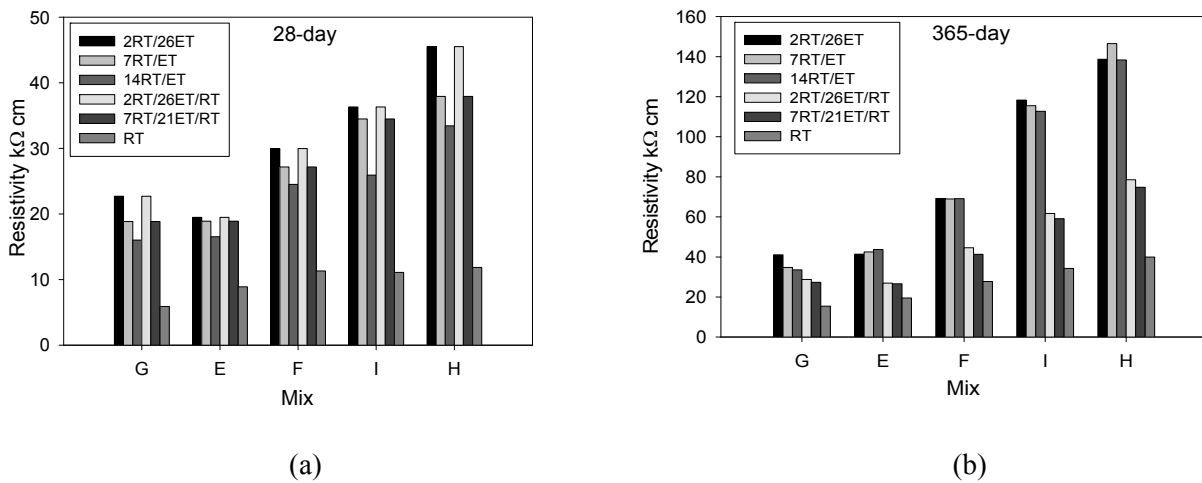 28-day
2RT/26ET
7RT/ET
14RT/ET
2RT/26ET/RT
7RT/21ET/RT
RT
Resistivity kΩ cm
50
40
30
20
10
0
G E F I H
Mix
(a)
365-day
2RT/26ET
7RT/ET
14RT/ET
2RT/26ET/RT
7RT/21ET/RT
RT
Resistivity kΩ cm
160
140
120
100
80
60
40
20
0
G E F I H
Mix
(b)